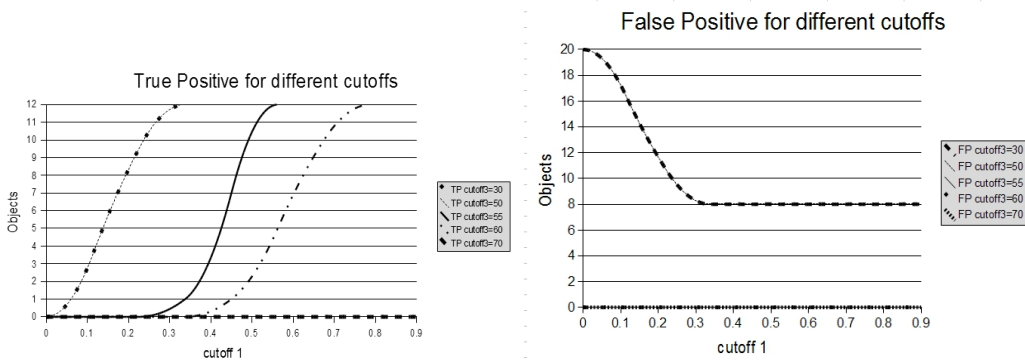 True Positive for different cutoffs
Objects
12
11
10
9
8
7
6
5
4
3
2
1
0
0 0.1 0.2 0.3 0.4 0.5 0.6 0.7 0.8 0.9
cutoff 1
TP cutoff3=30
TP cutoff3=50
TP cutoff3=55
TP cutoff3=60
TP cutoff3=70
False Positive for different cutoffs
Objects
20
18
16
14
12
10
8
6
4
2
0
0 0.1 0.2 0.3 0.4 0.5 0.6 0.7 0.8 0.9
cutoff 1
FP cutoff3=30
FP cutoff3=50
FP cutoff3=55
FP cutoff3=60
FP cutoff3=70